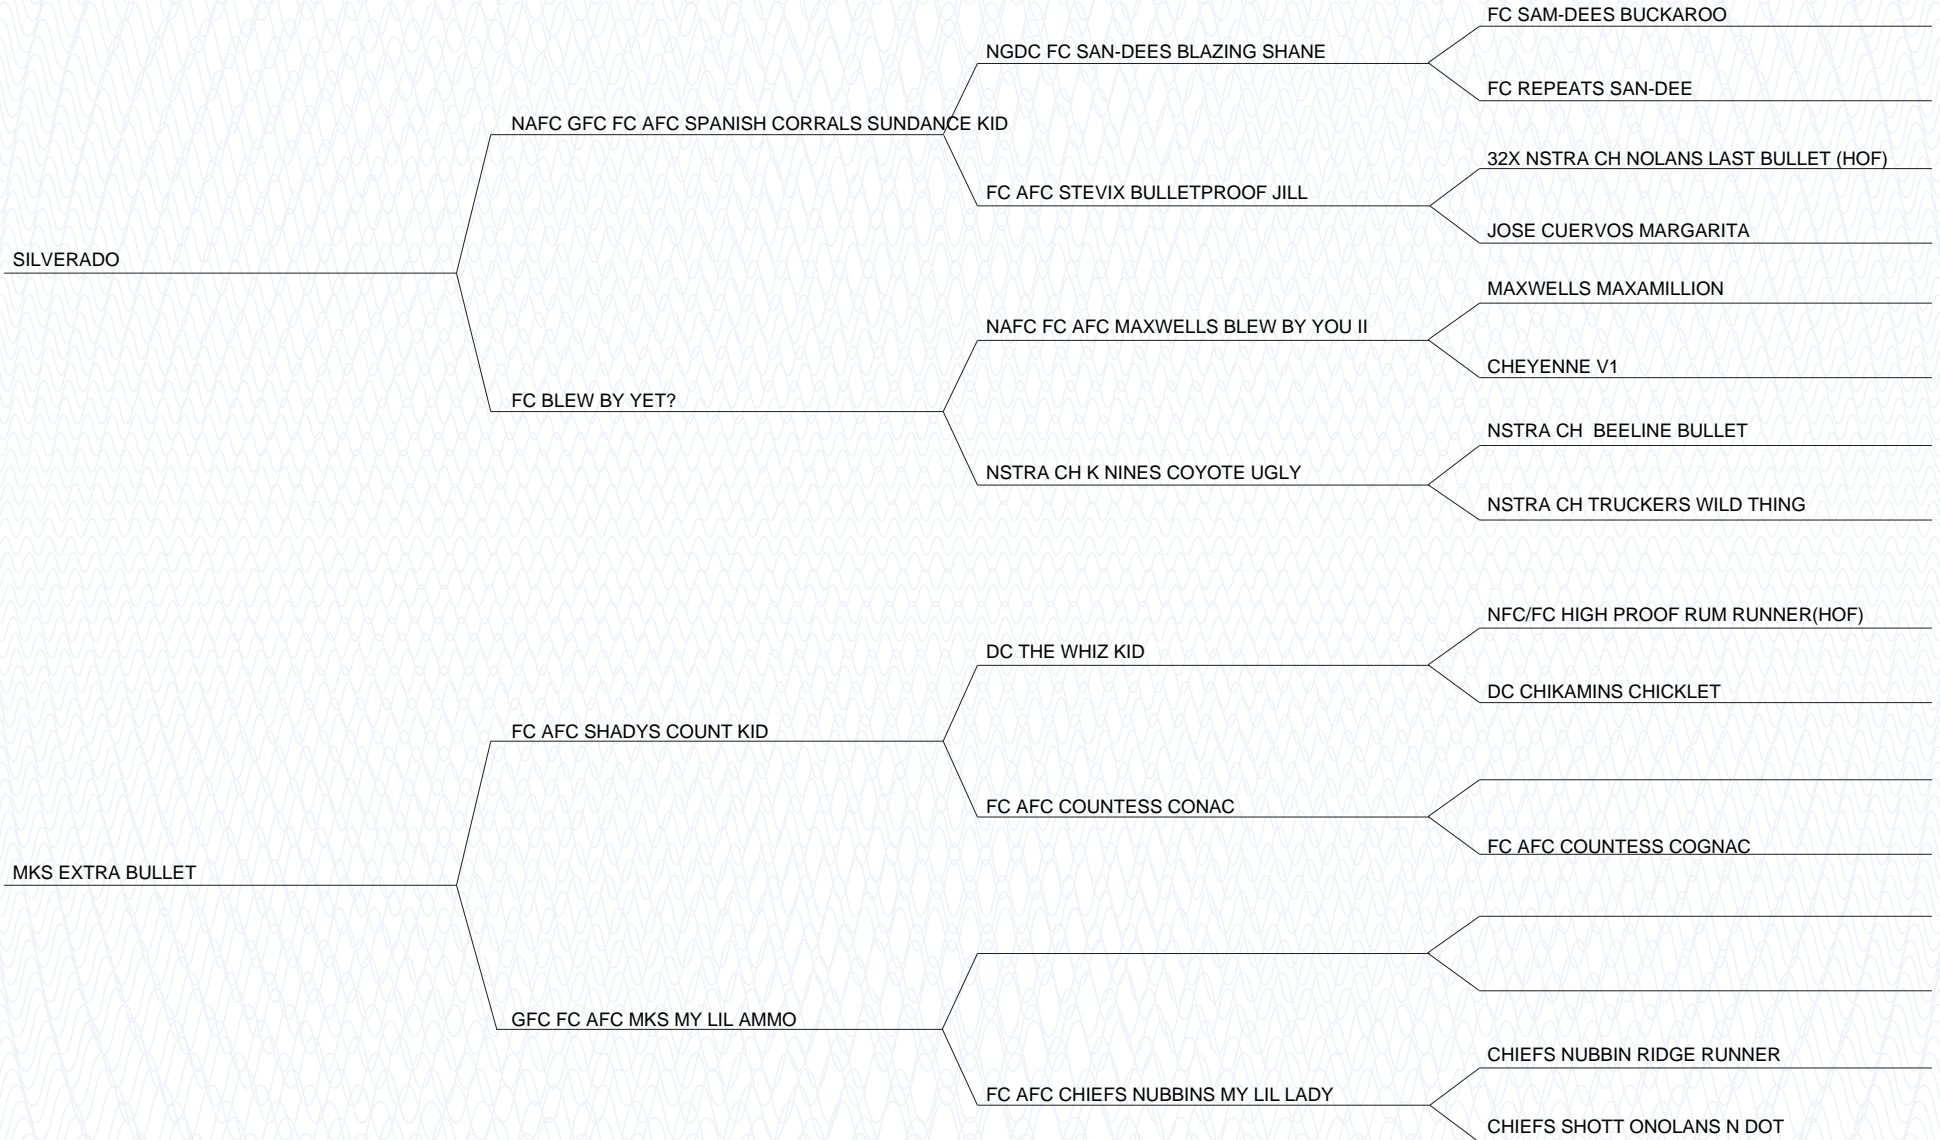 FC SAM-DEES BUCKAROO
NGDC FC SAN-DEES BLAZING SHANE
FC REPEATS SAN-DEE
NAFC GFC FC AFC SPANISH CORRALS SUNDANCE KID
32X NSTRA CH NOLANS LAST BULLET (HOF)
FC AFC STEVIX BULLETPROOF JILL
JOSE CUERVOS MARGARITA
SILVERADO
MAXWELLS MAXAMILLION
NAFC FC AFC MAXWELLS BLEW BY YOU II
CHEYENNE V1
FC BLEW BY YET?
NSTRA CH  BEELINE BULLET
NSTRA CH K NINES COYOTE UGLY
NSTRA CH TRUCKERS WILD THING
NFC/FC HIGH PROOF RUM RUNNER(HOF)
DC THE WHIZ KID
DC CHIKAMINS CHICKLET
FC AFC SHADYS COUNT KID
FC AFC COUNTESS CONAC
FC AFC COUNTESS COGNAC
MKS EXTRA BULLET
GFC FC AFC MKS MY LIL AMMO
CHIEFS NUBBIN RIDGE RUNNER
FC AFC CHIEFS NUBBINS MY LIL LADY
CHIEFS SHOTT ONOLANS N DOT